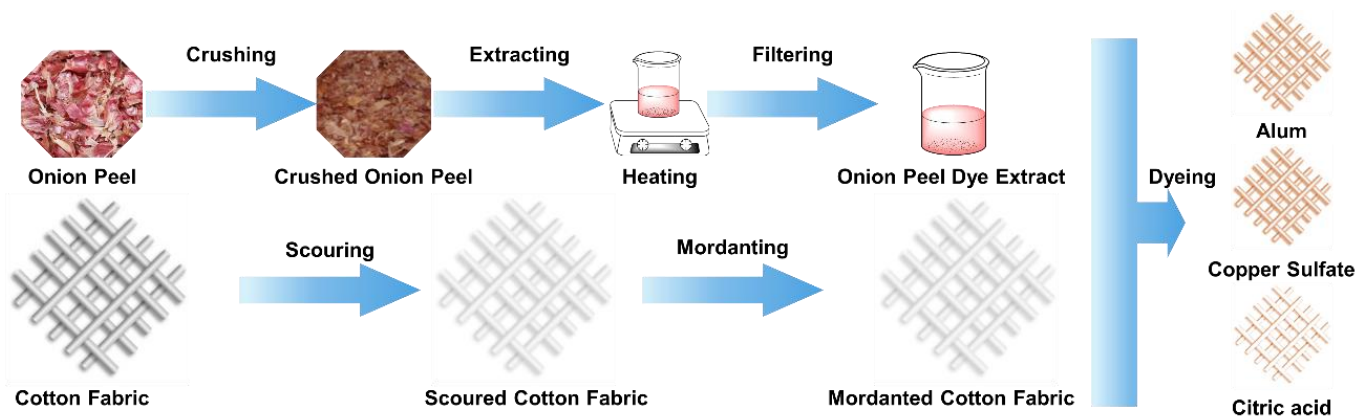 Crushing
Extracting
Filtering
Onion Peel
Crushed Onion Peel
Heating
Onion Peel Dye Extract
Scouring
Mordanting
Cotton Fabric
Scoured Cotton Fabric
Mordanted Cotton Fabric
Dyeing
Alum
Copper Sulfate
Citric acid